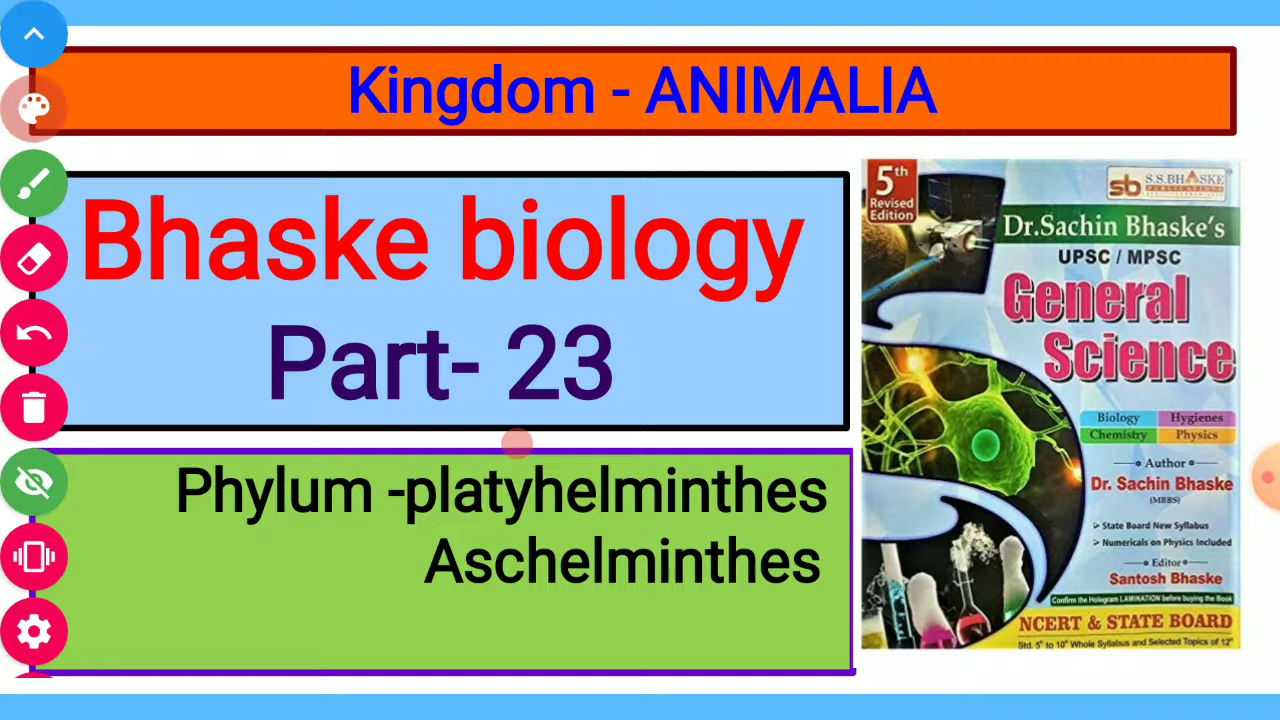 Kingdom - ANIMALIA
Bhaske biology
Part- 23
Phylum -platyhelminthes
Aschelminthes
5th
Revised
Edition
sb S.S.BHASKE
Dr.Sachin Bhaske's
UPSC / MPSC
General
Science
Biology Hygienes
Chemistry Physics
Author
Dr. Sachin Bhaske
(MBBS)
State Board New Syllabus
Numericals on Physics Included
Editor
Santosh Bhaske
Confirm the Hologram LAMINATION before buying the Book
NCERT & STATE BOARD
Std. 5th to 10th Whole Syllabus and Selected Topics of 12th